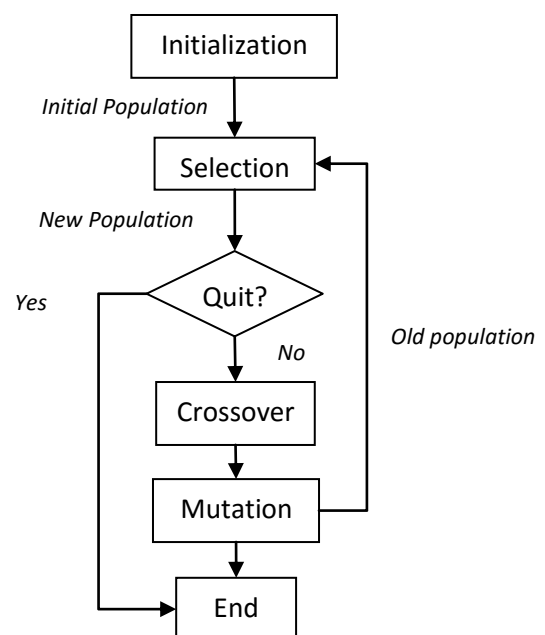 Initialization
Initial Population
Selection
New Population
Quit?
Yes
No
Old population
Crossover
Mutation
End